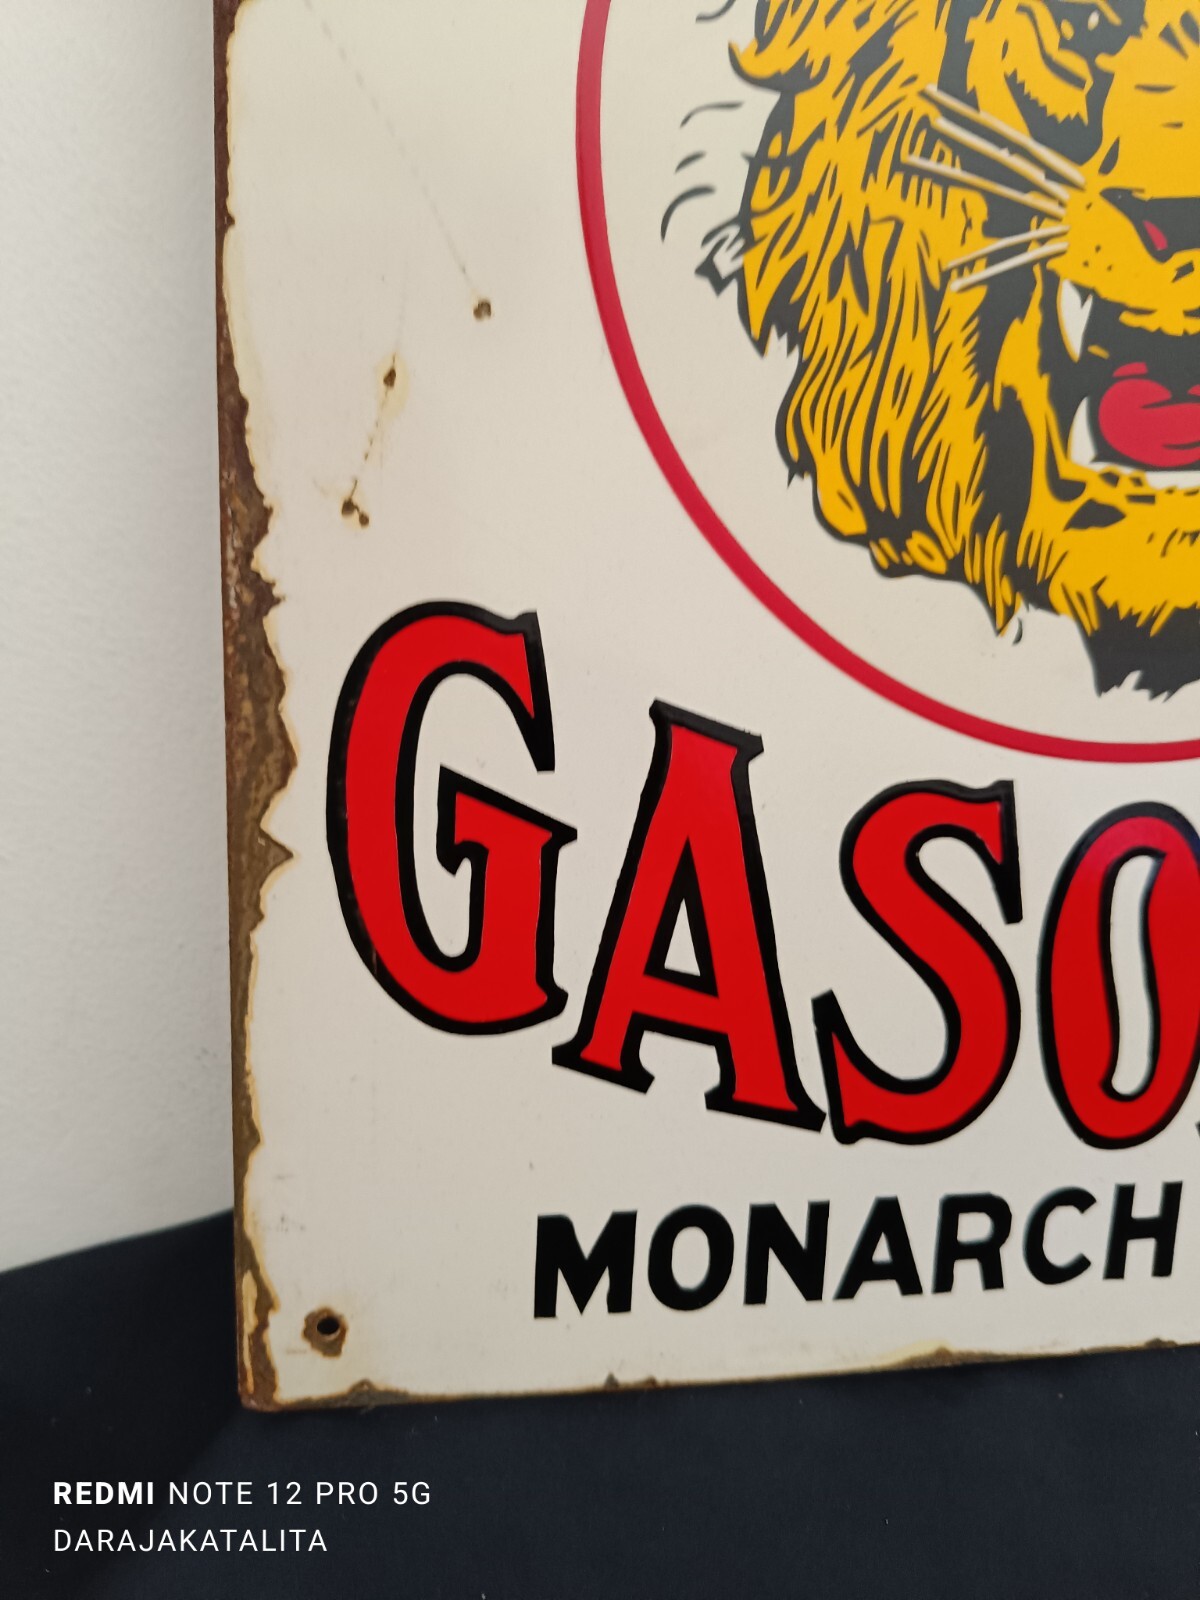 GASO
MONARCH
REDMI NOTE 12 PRO 5G
DARAJAKATALITA